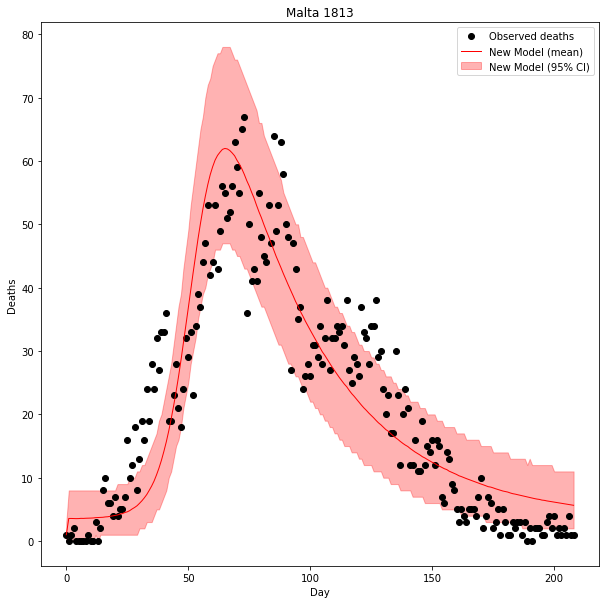 Malta 1813
Observed deaths
New Model (mean)
New Model (95% CI)
Deaths
80
70
60
50
40
30
20
10
0
0 50 100 150 200
Day